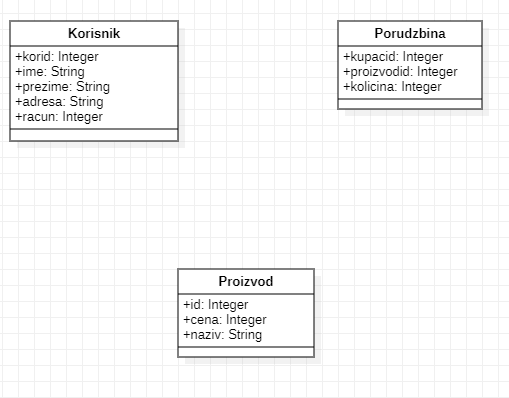 Korisnik
+korid: Integer
+ime: String
+prezime: String
+adresa: String
+racun: Integer
Porudzbina
+kupacid: Integer
+proizvodid: Integer
+kolicina: Integer
Proizvod
+id: Integer
+cena: Integer
+naziv: String